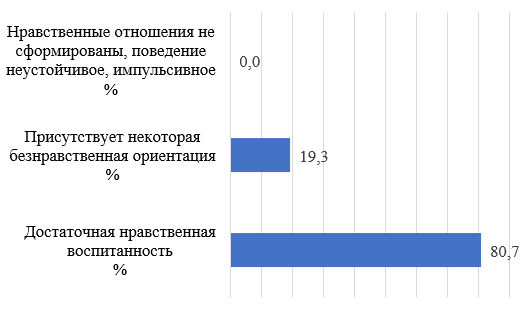 Нравственные отношения не
сформированы, поведение
неустойчивое, импульсивное
%
0,0
Присутствует некоторая
безнравственная ориентация
%
19,3
Достаточная нравственная
воспитанность
%
80,7